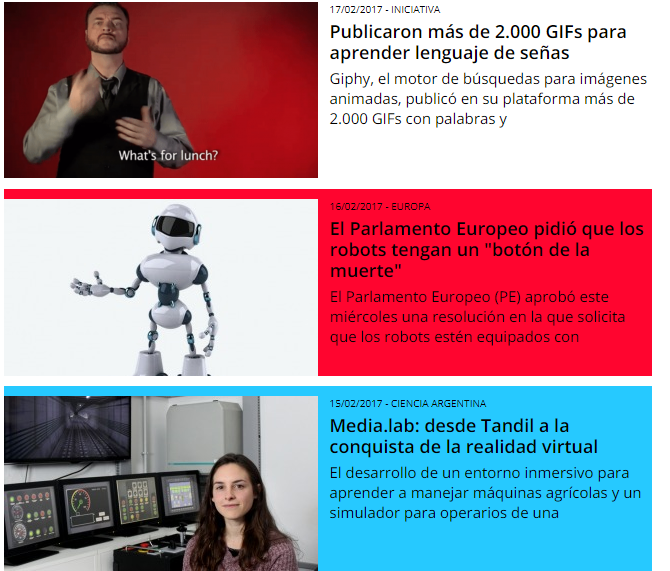 17/02/2017 - INICIATIVA
Publicaron más de 2.000 GIFs para
aprender lenguaje de señas
Giphy, el motor de búsquedas para imágenes
animadas, publicó en su plataforma más de
2.000 GIFs con palabras y
What's for lunch?
16/02/2017 - EUROPA
El Parlamento Europeo pidió que los
robots tengan un "botón de la
muerte"
El Parlamento Europeo (PE) aprobó este
miércoles una resolución en la que solicita
que los robots estén equipados con
15/02/2017 - CIENCIA ARGENTINA
Media.lab: desde Tandil a la
conquista de la realidad virtual
El desarrollo de un entorno inmersivo para
aprender a manejar máquinas agrícolas y un
simulador para operarios de una